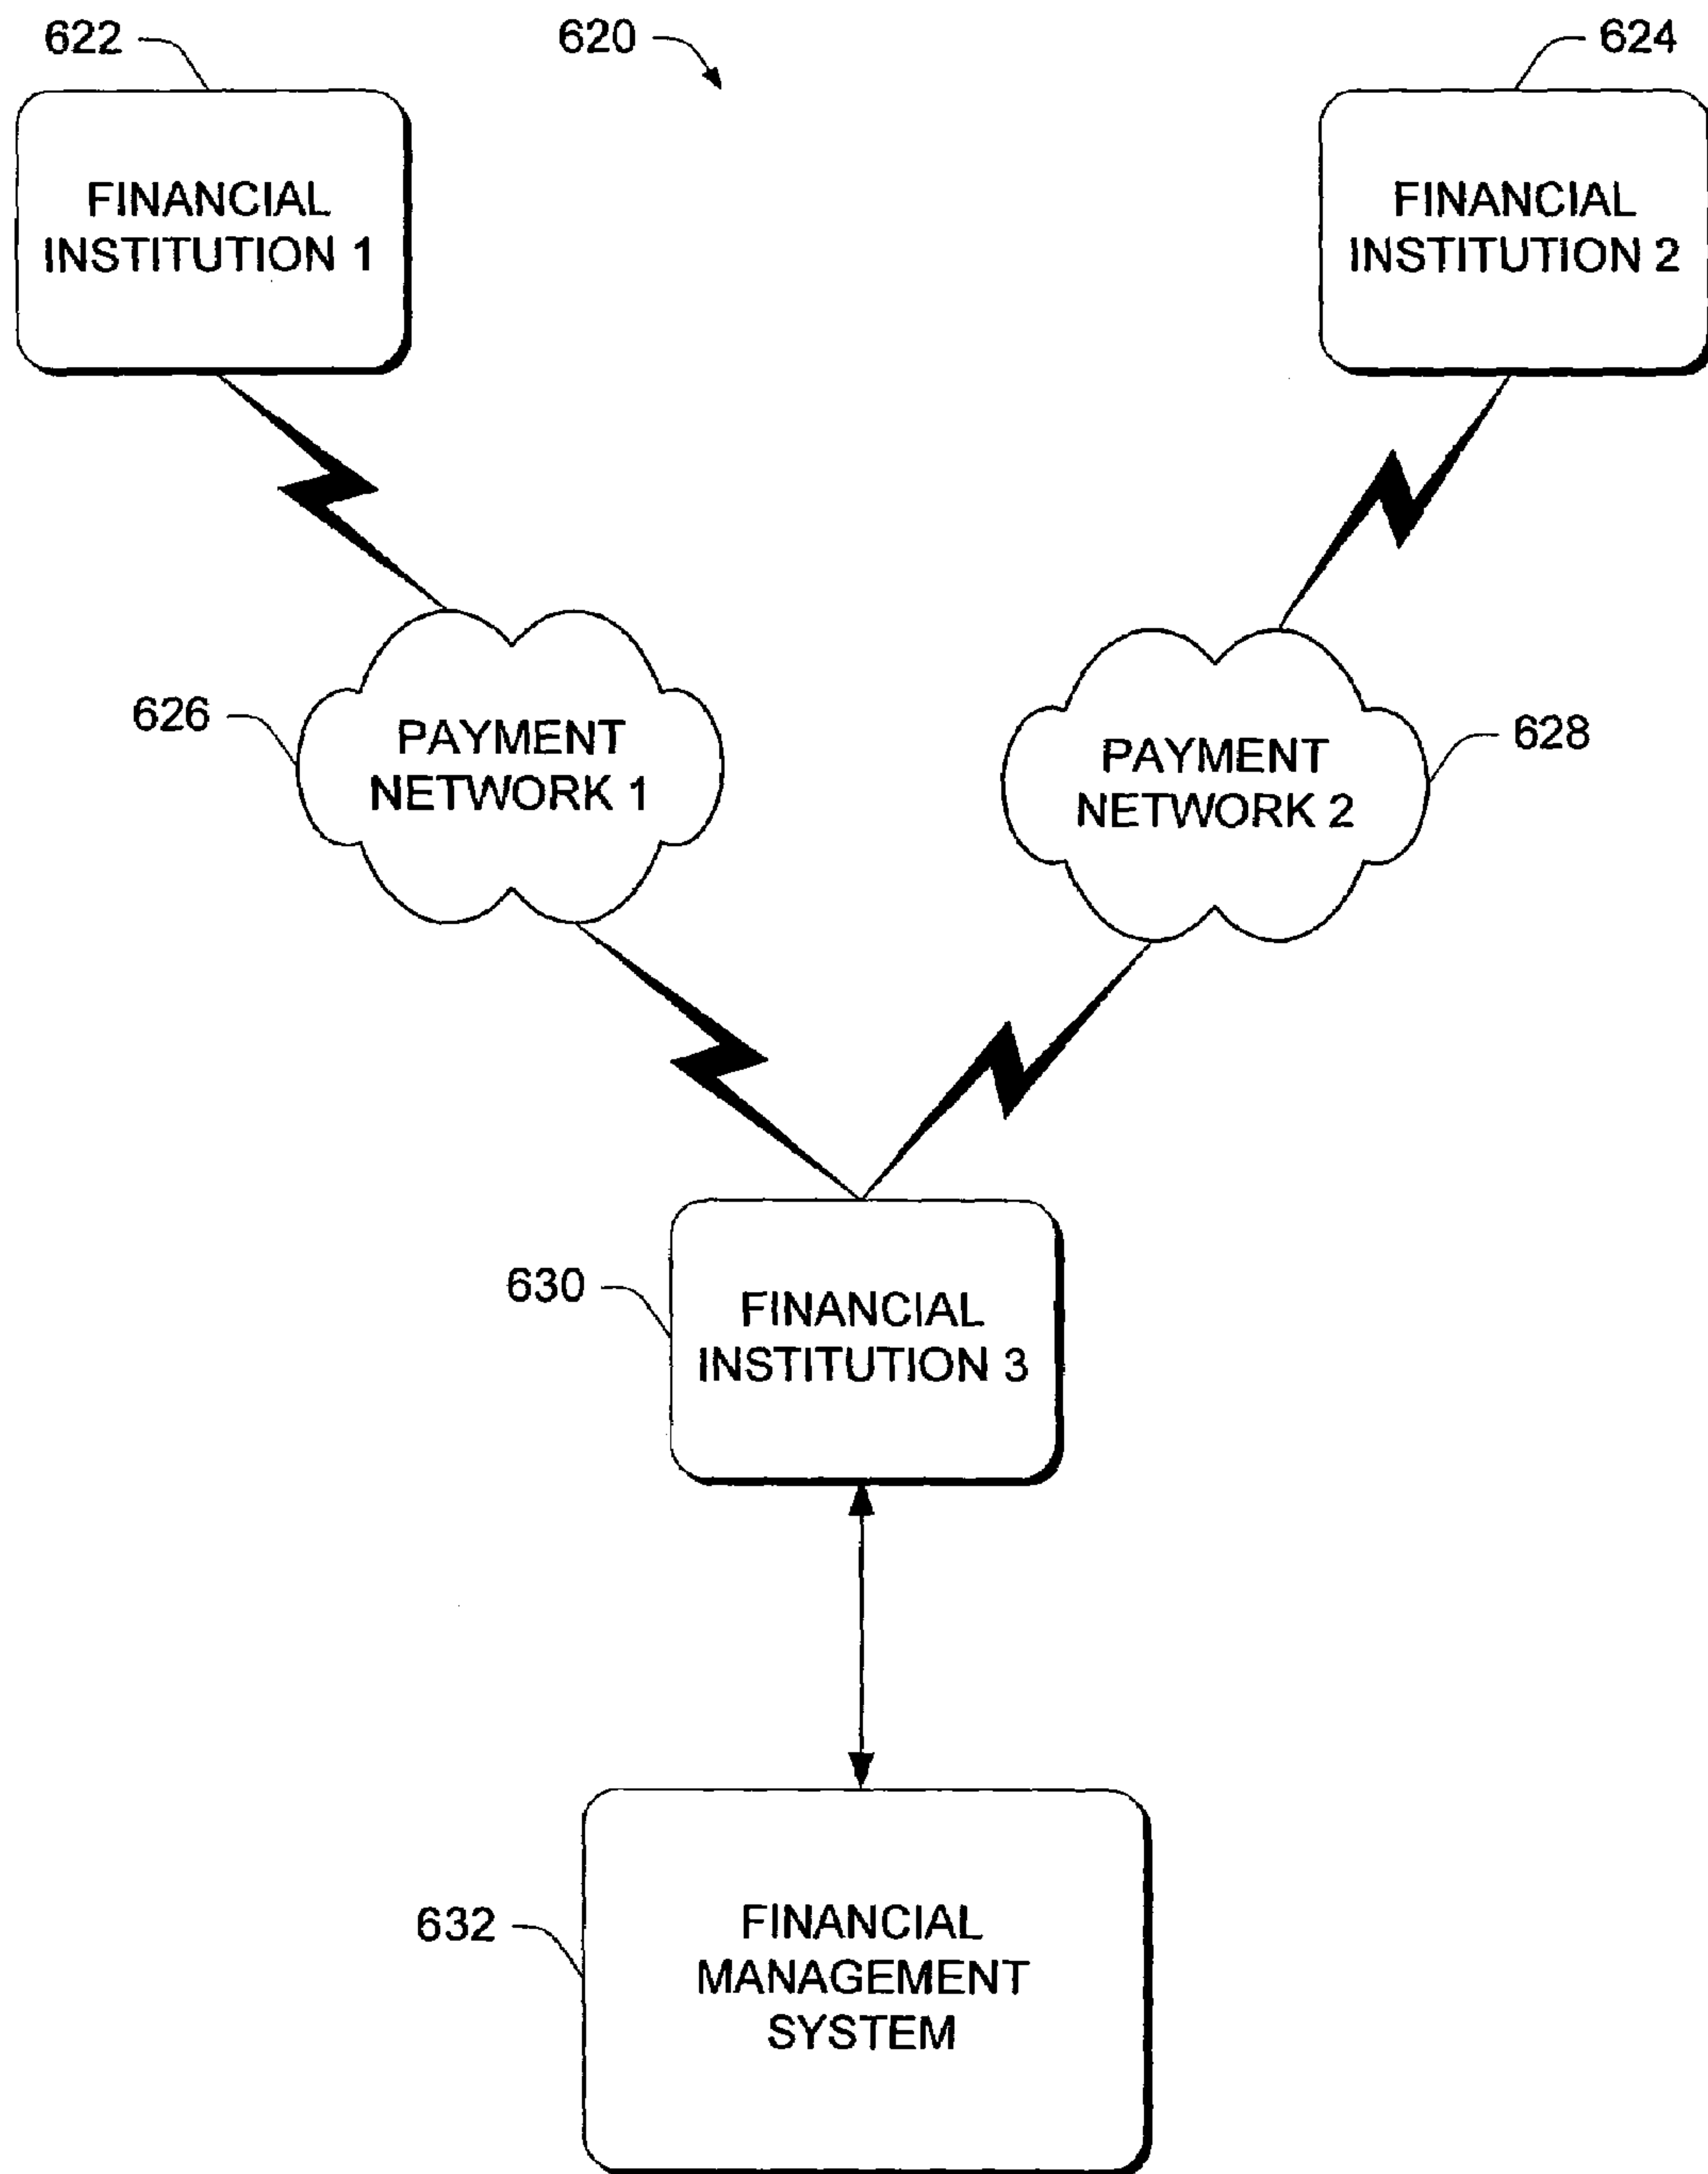 622
620
624
FINANCIAL
INSTITUTION 1
FINANCIAL
INSTITUTION 2
626
PAYMENT
NETWORK 1
PAYMENT
NETWORK 2
628
630
FINANCIAL
INSTITUTION 3
632
FINANCIAL
MANAGEMENT
SYSTEM